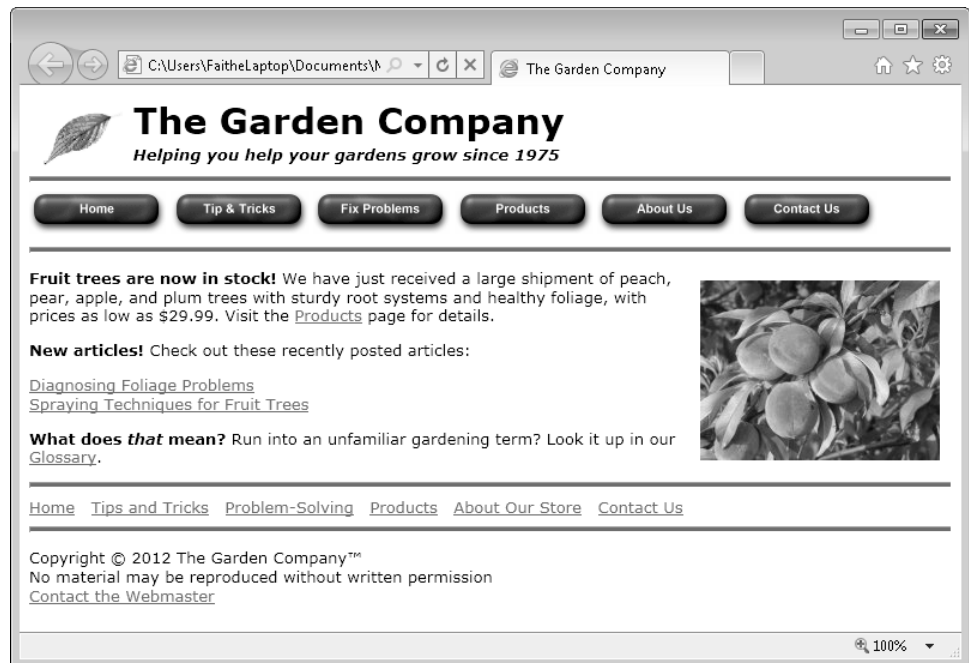 C:\Users\FaitheLaptop\Documents\
The Garden Company
The Garden Company
Helping you help your gardens grow since 1975
Home Tip & Tricks Fix Problems Products About Us Contact Us
Fruit trees are now in stock! We have just received a large shipment of peach,
pear, apple, and plum trees with sturdy root systems and healthy foliage, with
prices as low as $29.99. Visit the Products page for details.
New articles! Check out these recently posted articles:
Diagnosing Foliage Problems
Spraying Techniques for Fruit Trees
What does that mean? Run into an unfamiliar gardening term? Look it up in our
Glossary.
Home Tips and Tricks Problem-Solving Products About Our Store Contact Us
Copyright © 2012 The Garden Company™
No material may be reproduced without written permission
Contact the Webmaster
100%